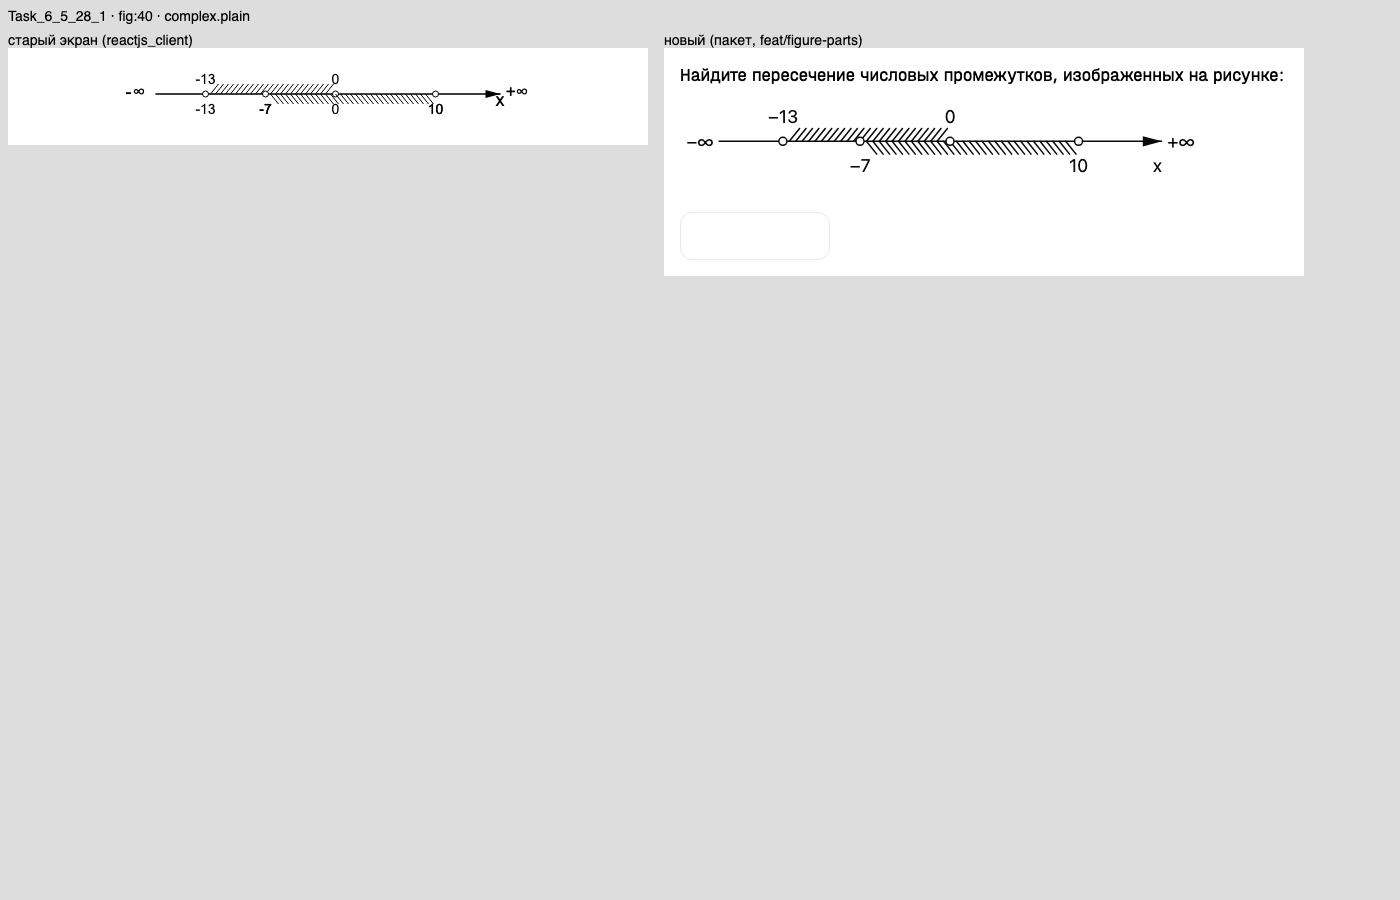 Task_6_5_28_1 · fig:40 · complex.plain
старый экран (reactjs_client)
-13 0
-∞ +∞
x
-13 -7 0 10
новый (пакет, feat/figure-parts)
Найдите пересечение числовых промежутков, изображенных на рисунке:
−13 0
−∞ +∞
−7 10 x